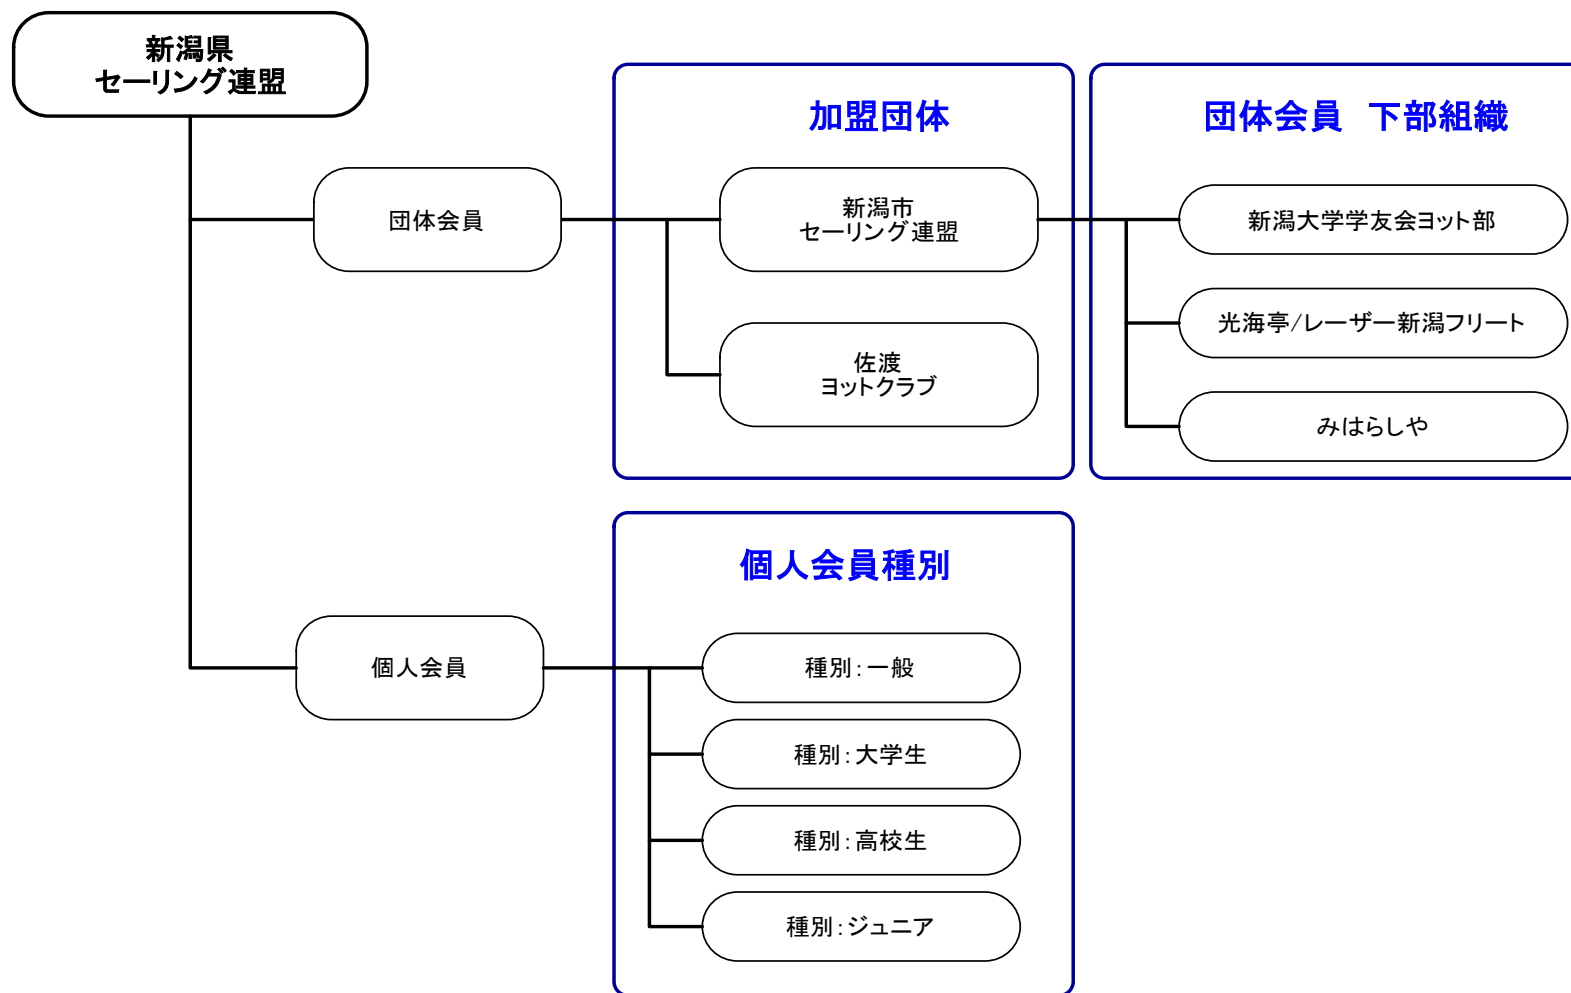 新潟県
セーリング連盟
加盟団体
団体会員　下部組織
団体会員
新潟市
セーリング連盟
新潟大学学友会ヨット部
光海亭/レーザー新潟フリート
佐渡
ヨットクラブ
みはらしや
個人会員種別
個人会員
種別：一般
種別：大学生
種別：高校生
種別：ジュニア